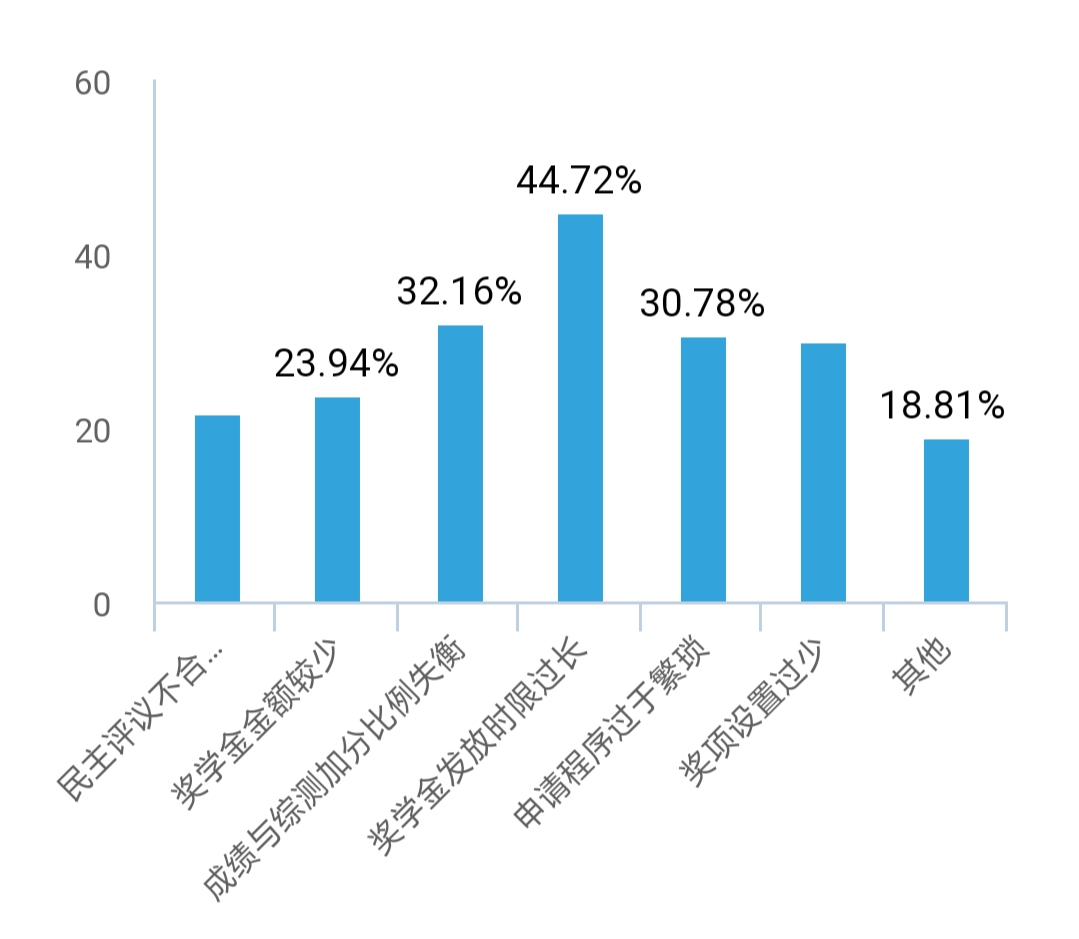 60
40
20
0
44.72%
32.16%
30.78%
23.94%
18.81%
民主评议不合...
奖学金金额较少
成绩与综测加分比例失衡
奖学金发放时限过长
申请程序过于繁琐
奖项设置过少
其他